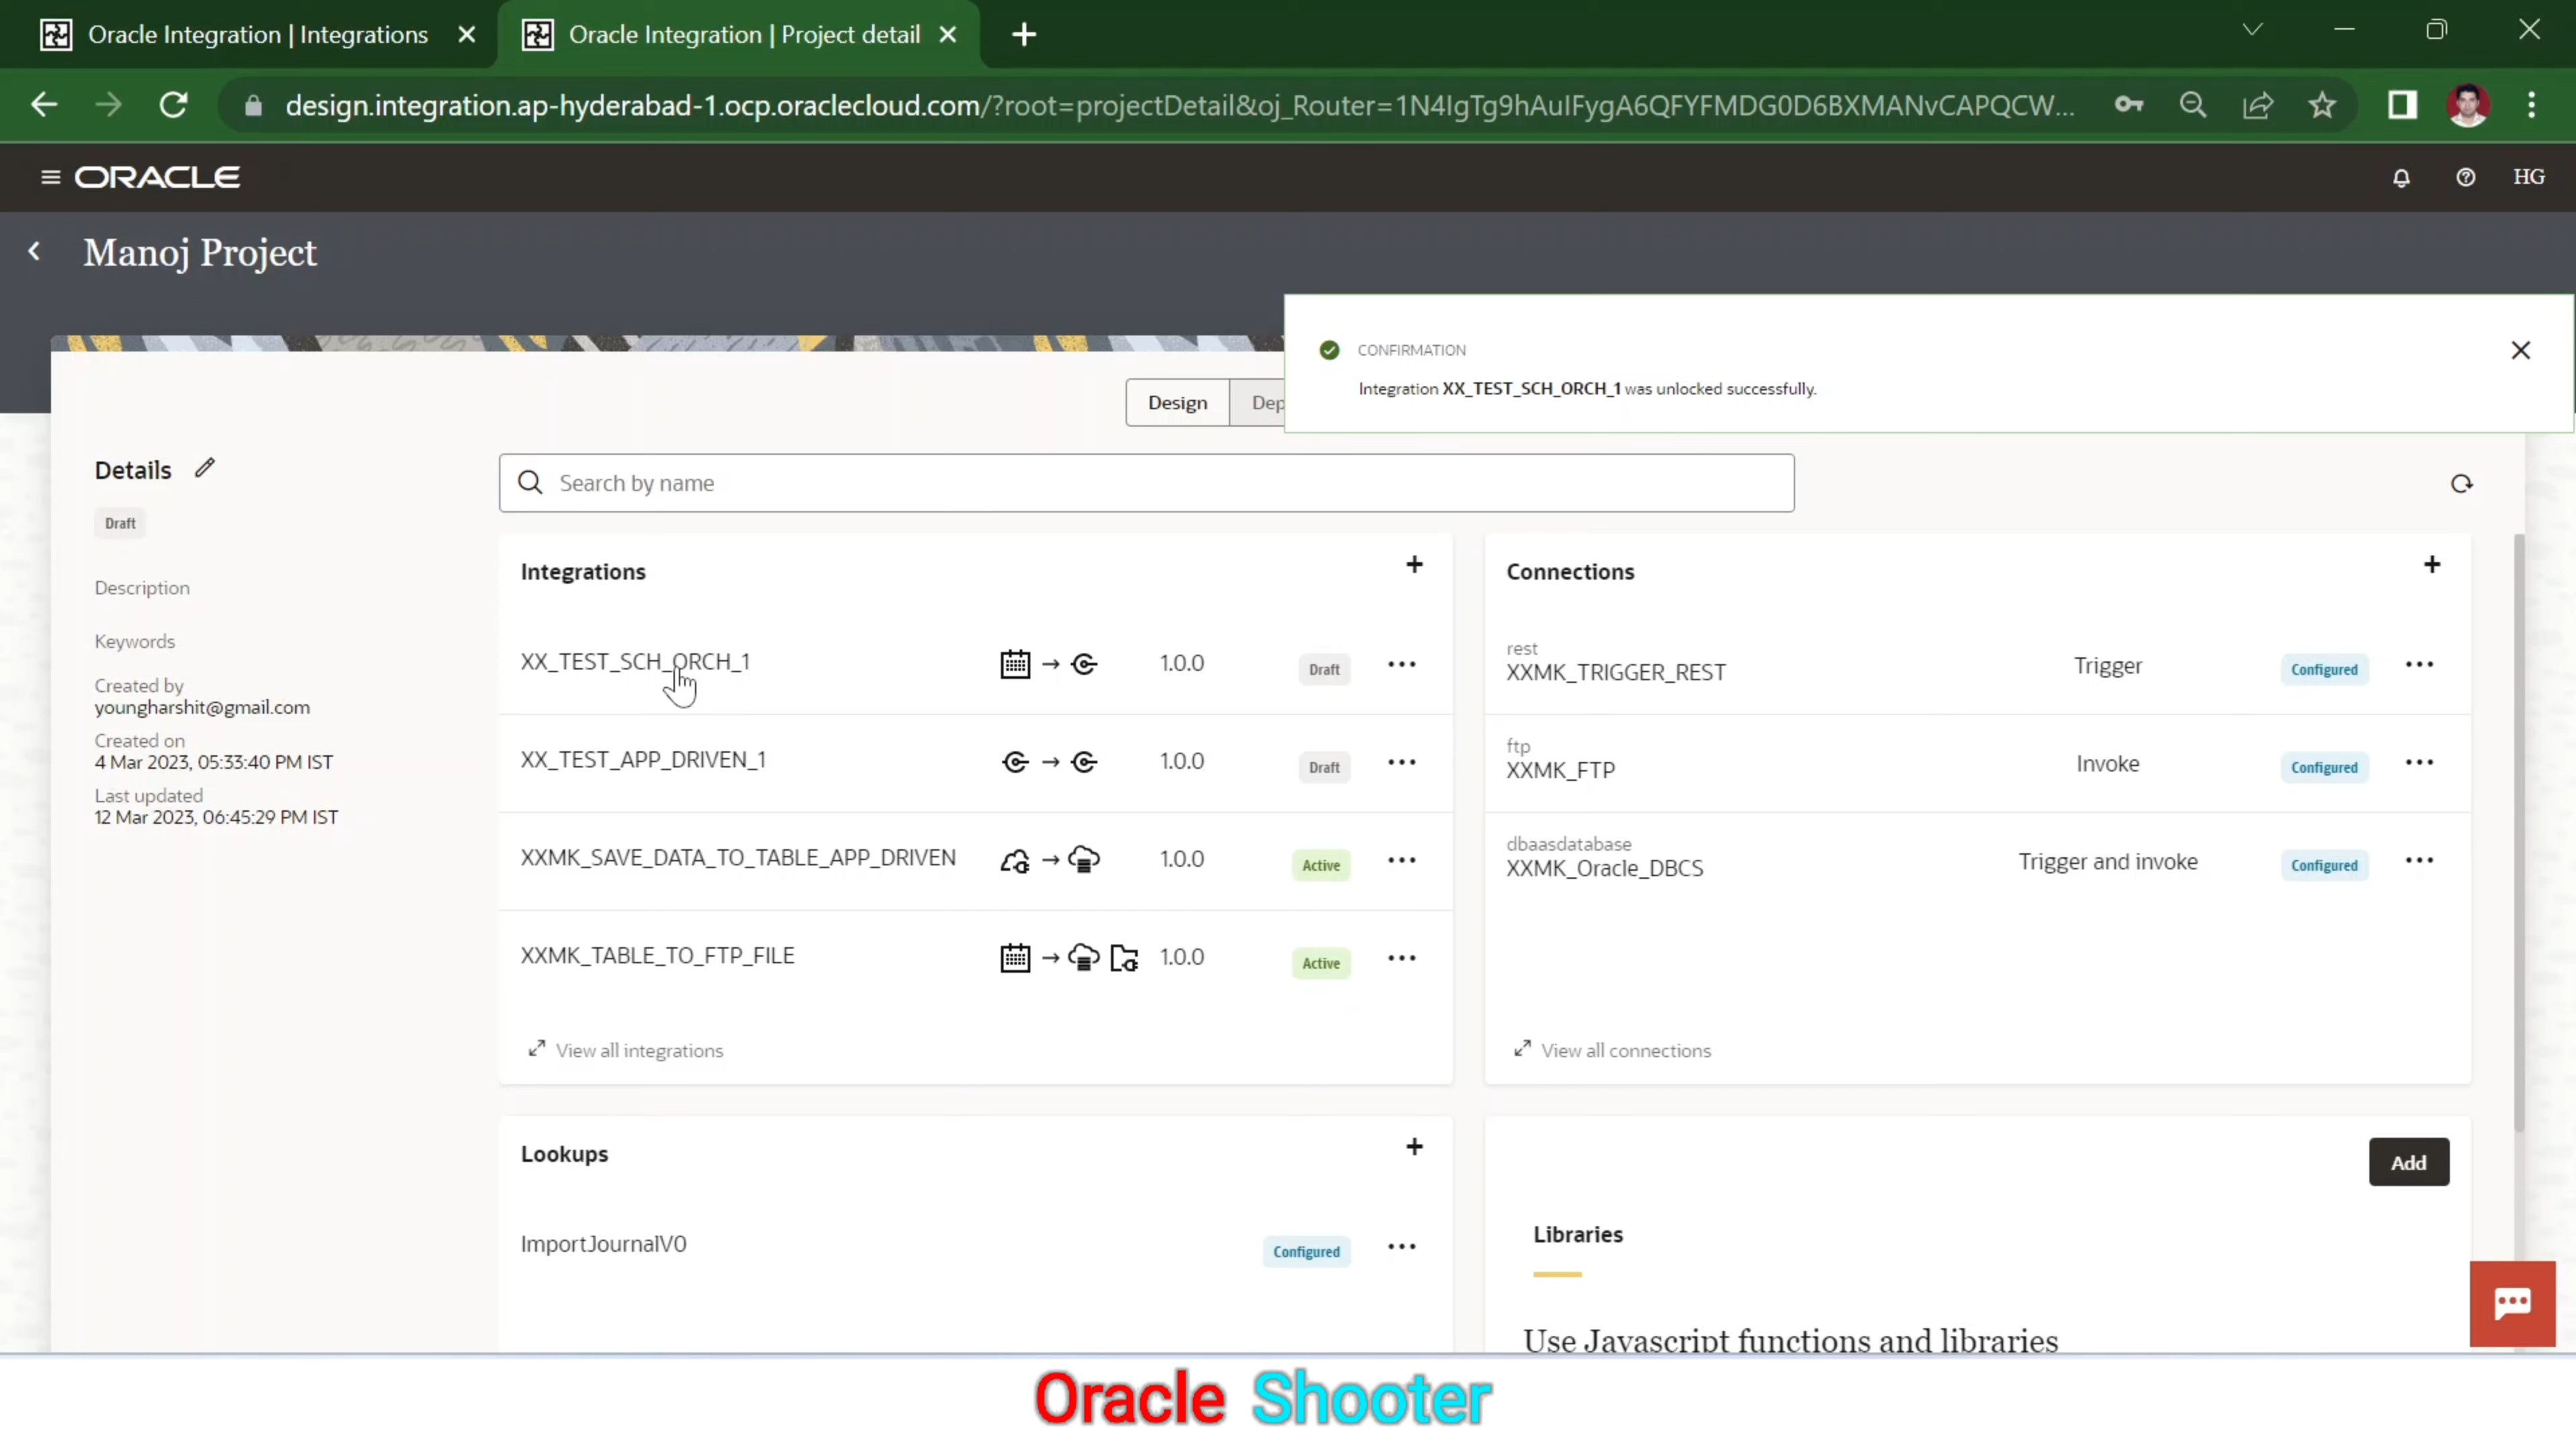 Oracle Integration | Integrations
Oracle Integration | Project detail
design.integration.ap-hyderabad-1.ocp.oraclecloud.com/?root=projectDetail&oj_Router=1N4IgTg9hAuIFygA6QFYFMDG0D6BXMANvCAPQCW...
ORACLE
HG
Manoj Project
CONFIRMATION
Integration XX_TEST_SCH_ORCH_1 was unlocked successfully.
Design
Dep
Details
Draft
Description
Keywords
Created by
youngharshit@gmail.com
Created on
4 Mar 2023, 05:33:40 PM IST
Last updated
12 Mar 2023, 06:45:29 PM IST
Search by name
Integrations
XX_TEST_SCH_ORCH_1 1.0.0 Draft
XX_TEST_APP_DRIVEN_1 1.0.0 Draft
XXMK_SAVE_DATA_TO_TABLE_APP_DRIVEN 1.0.0 Active
XXMK_TABLE_TO_FTP_FILE 1.0.0 Active
View all integrations
Connections
rest
XXMK_TRIGGER_REST Trigger Configured
ftp
XXMK_FTP Invoke Configured
dbaasdatabase
XXMK_Oracle_DBCS Trigger and invoke Configured
View all connections
Lookups
ImportJournalV0 Configured
Add
Libraries
Use Javascript functions and libraries
Oracle Shooter